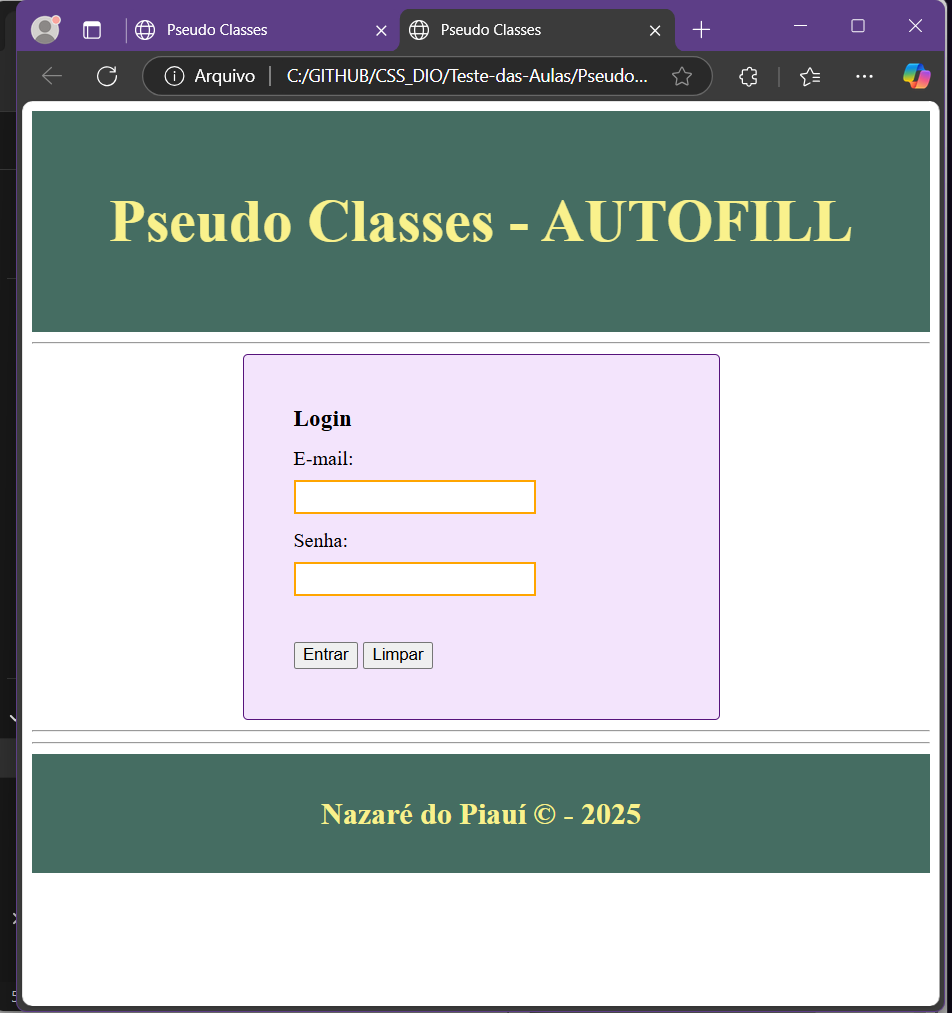 Pseudo Classes
Pseudo Classes
Arquivo
C:/GITHUB/CSS_DIO/Teste-das-Aulas/Pseudo...
Pseudo Classes - AUTOFILL
Login
E-mail:
Senha:
Entrar Limpar
Nazaré do Piauí © - 2025